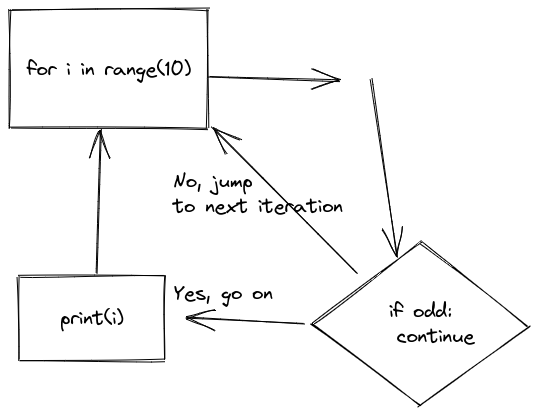 for i in range(10)
No, jump
to next iteration
Yes, go on
if odd:
continue
print(i)